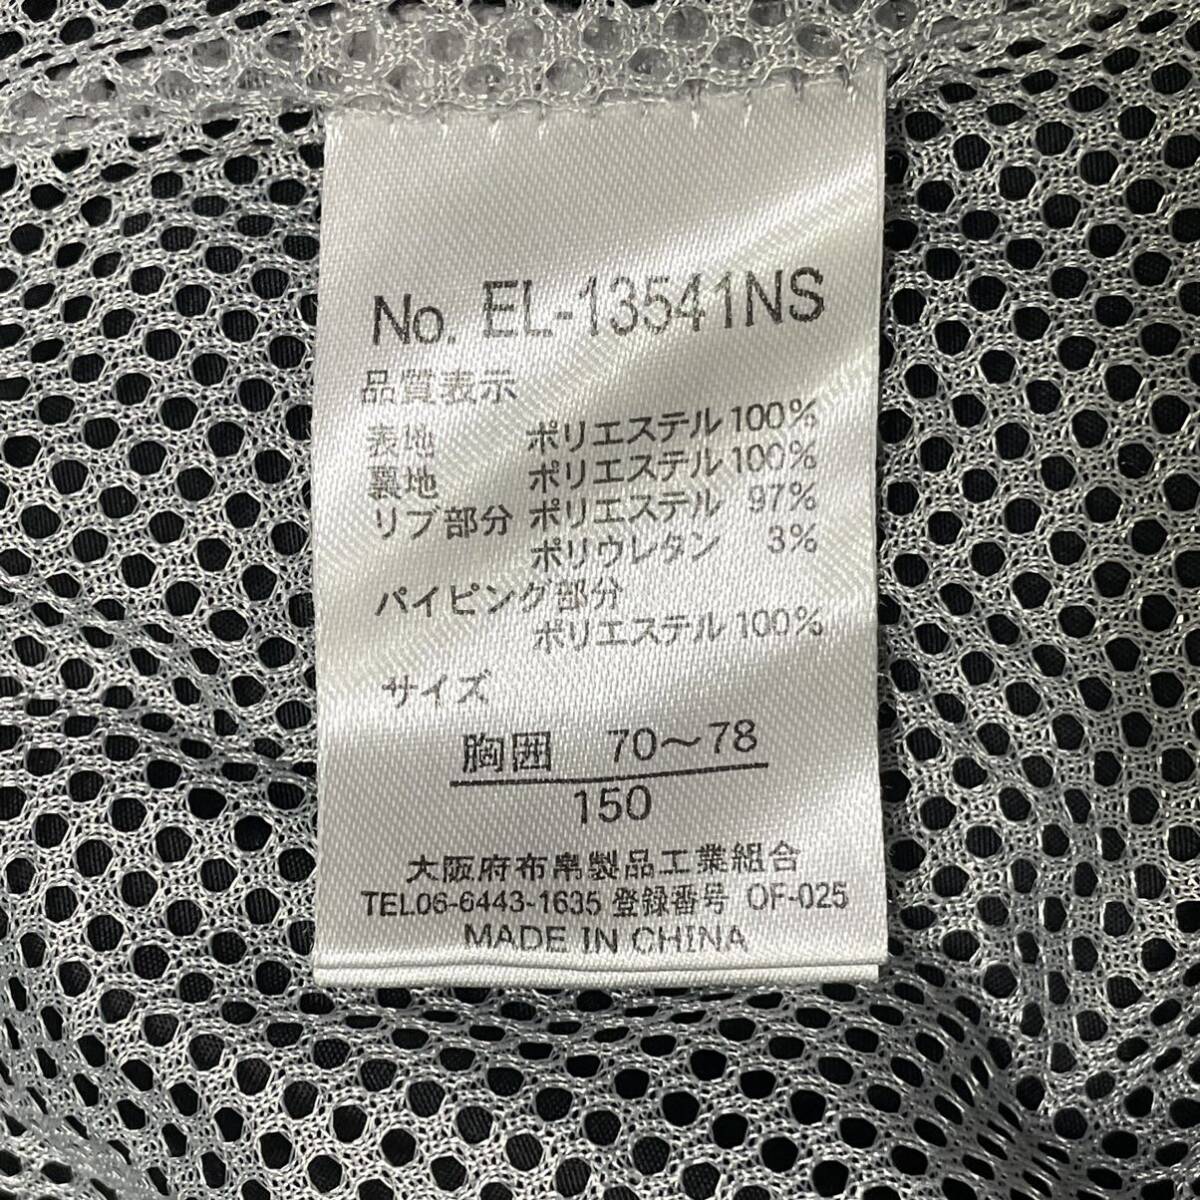 No. EL-13541NS
品質表示
表地 ポリエステル 100%
裏地 ポリエステル 100%
リブ部分 ポリエステル 97%
ポリウレタン 3%
パイピング部分
ポリエステル 100%
サイズ
胸囲 70～78
150
大阪府布帛製品工業組合
TEL06-6443-1635 登録番号 OF-025
MADE IN CHINA